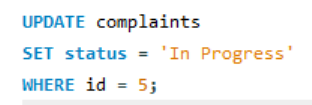 UPDATE complaints
SET status = 'In Progress'
WHERE id = 5;